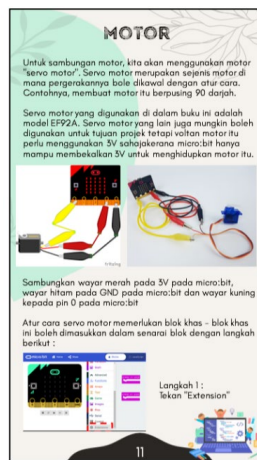 MOTOR
Untuk sambungan motor, kita akan menggunakan motor
"servo motor". Servo motor merupakan sejenis motor di
mana pergerakannya bole dikawal dengan atur cara.
Contohnya, membuat motor itu berpusing 90 darjah.
Servo motor yang digunakan di dalam buku ini adalah
model EF92A. Servo motor yang lain juga mungkin boleh
digunakan untuk tujuan projek tetapi voltan motor itu
perlu menggunakan 3V sahajakerana micro:bit hanya
mampu membekalkan 3V untuk menghidupkan motor itu.
Sambungkan wayar merah pada 3V pada micro:bit,
wayar hitam pada GND pada micro:bit dan wayar kuning
kepada pin 0 pada micro:bit
Atur cara servo motor memerlukan blok khas - blok khas
ini boleh dimasukkan dalam senarai blok dengan langkah
berikut :
Langkah 1 :
Tekan "Extension"
11